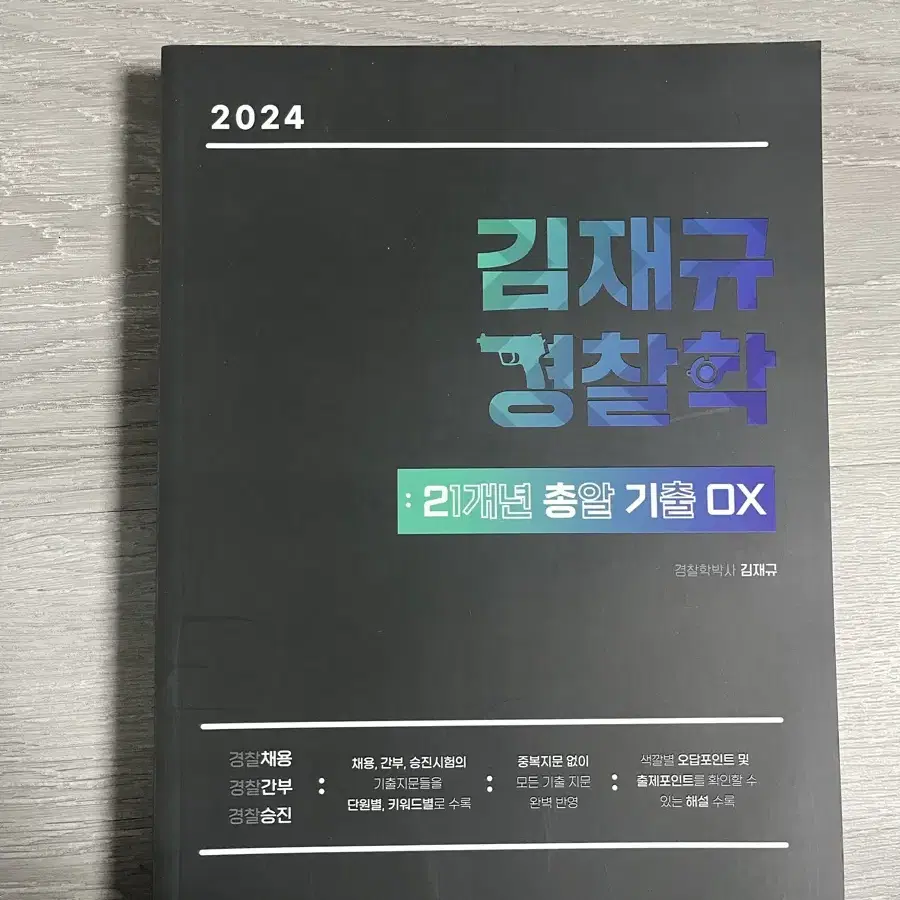 2024
김재규
경찰학
: 21개년 총알 기출 OX
경찰학박사 김재규
경찰채용
경찰간부
경찰승진
:
채용, 간부, 승진시험의
기출지문들을
단원별, 키워드별로 수록
:
중복지문 없이
모든 기출 지문
완벽 반영
:
색깔별 오답포인트 및
출제포인트를 확인할 수
있는 해설 수록